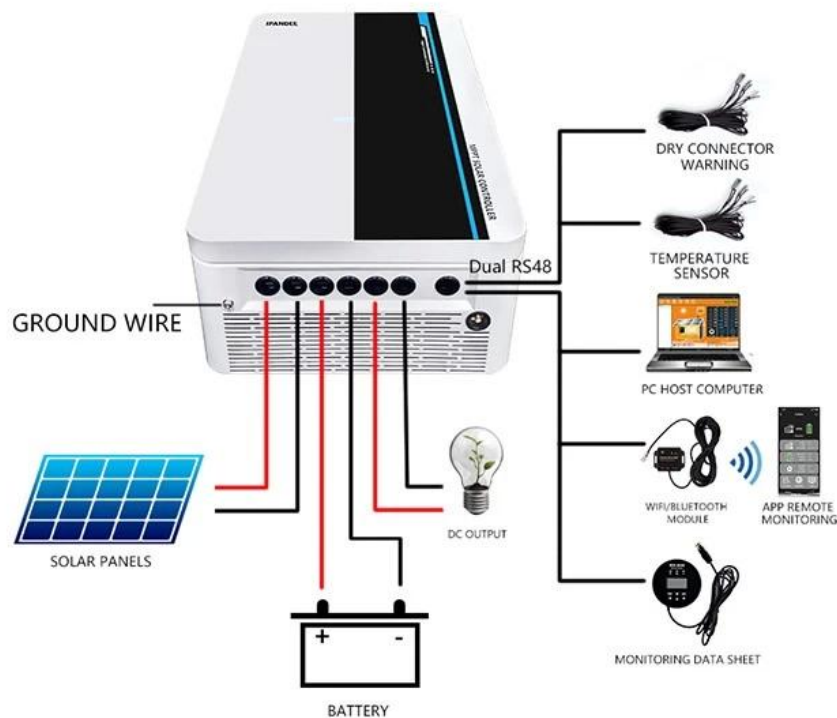 IPANDEE
MPPT SOLAR CONTROLLER
DRY CONNECTOR
WARNING
TEMPERATURE
SENSOR
Dual RS48
GROUND WIRE
PC HOST COMPUTER
WIFI/BLUETOOTH
MODULE
APP REMOTE
MONITORING
SOLAR PANELS
DC OUTPUT
+
-
BATTERY
MONITORING DATA SHEET